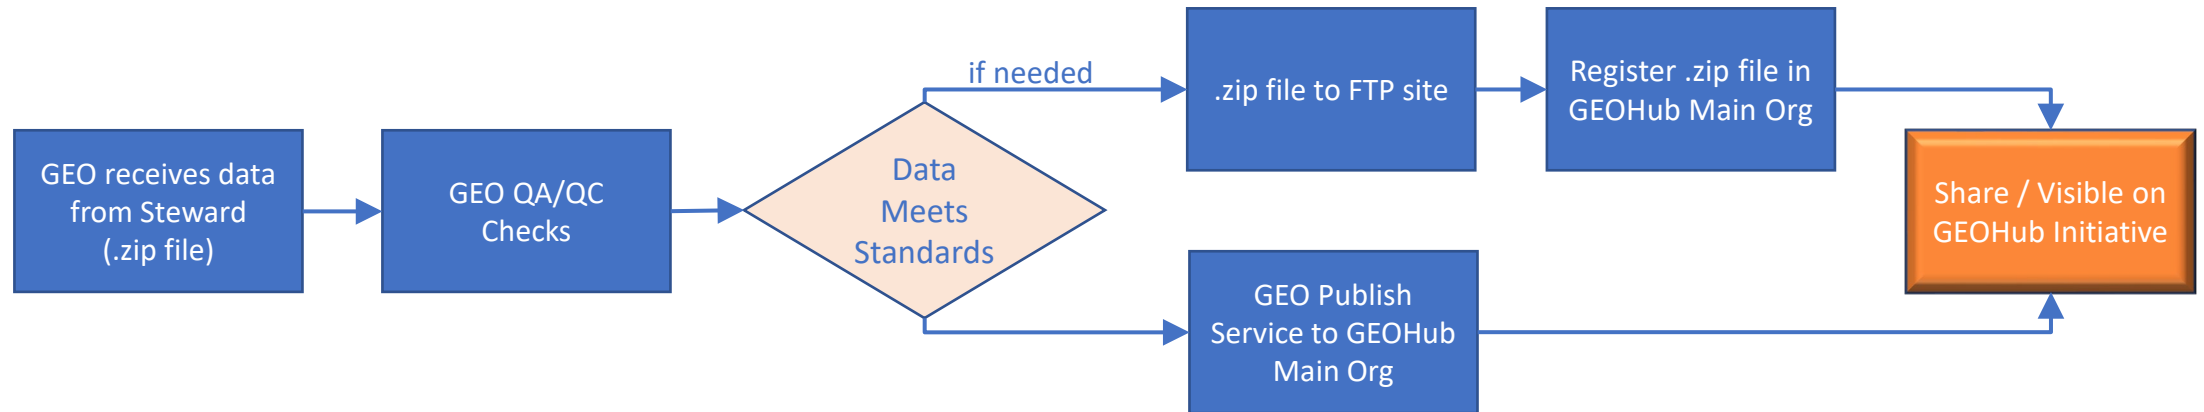 GEO receives data
from Steward
(.zip file)
GEO QA/QC
Checks
Data
Meets
Standards
if needed
.zip file to FTP site
Register .zip file in
GEOHub Main Org
GEO Publish
Service to GEOHub
Main Org
Share / Visible on
GEOHub Initiative